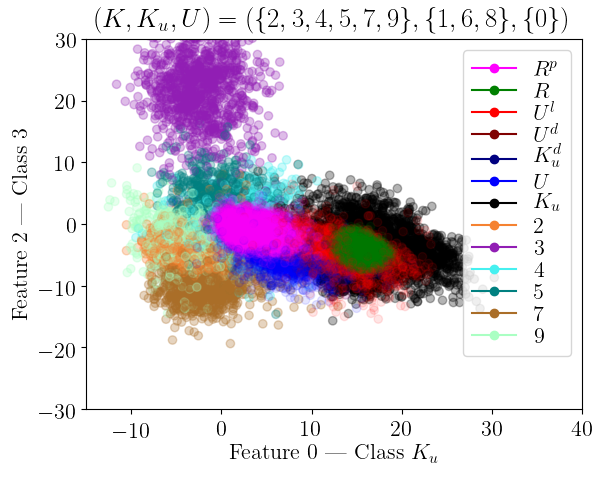 (K, K_u, U) = ({2, 3, 4, 5, 7, 9}, {1, 6, 8}, {0})
Feature 2 — Class 3
30
20
10
0
−10
−20
−30
−10
0
10
20
30
40
Feature 0 — Class K_u
R^p
R
U^l
U^d
K_u^d
U
K_u
2
3
4
5
7
9